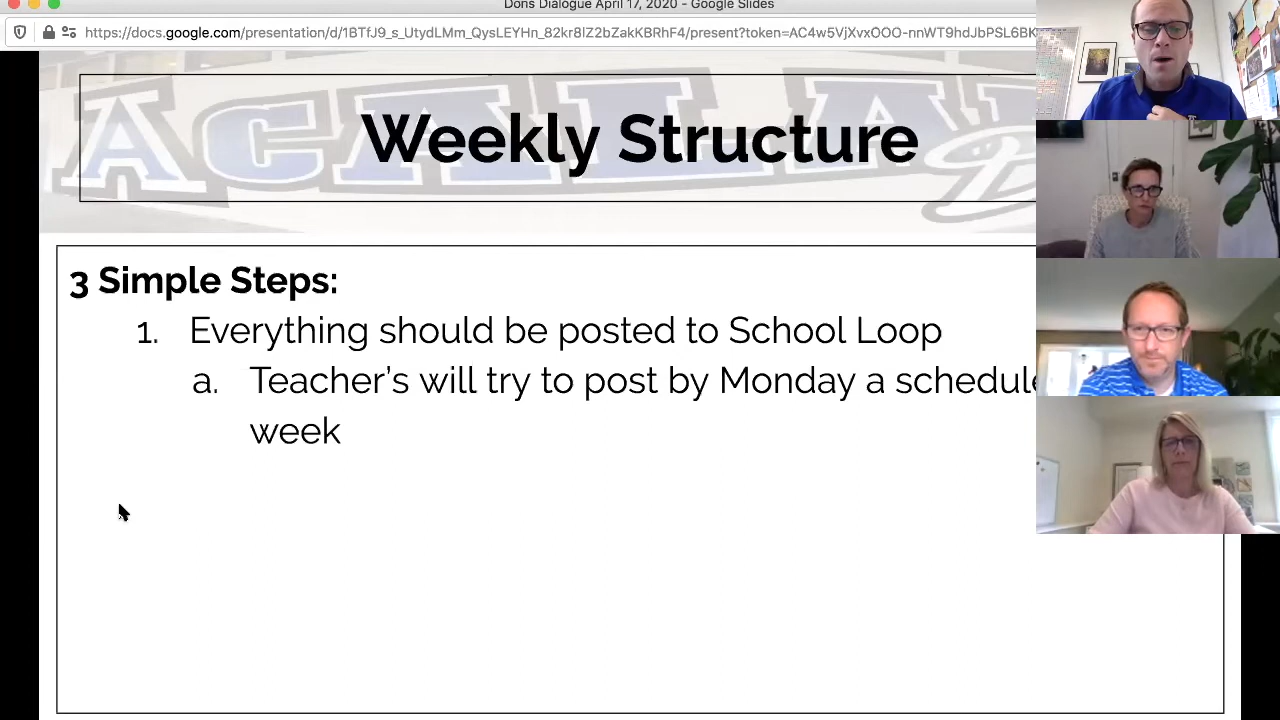 Dons Dialogue April 17, 2020 - Google Slides
https://docs.google.com/presentation/d/1BTfJ9_s_UtydLMm_QysLEYHn_82kr8lZ2bZakKBRhF4/present?token=AC4w5VjXvxOOO-nnWT9hdJbPSL6BK
ACALA
Weekly Structure
3 Simple Steps:
1. Everything should be posted to School Loop
a. Teacher's will try to post by Monday a schedule
week